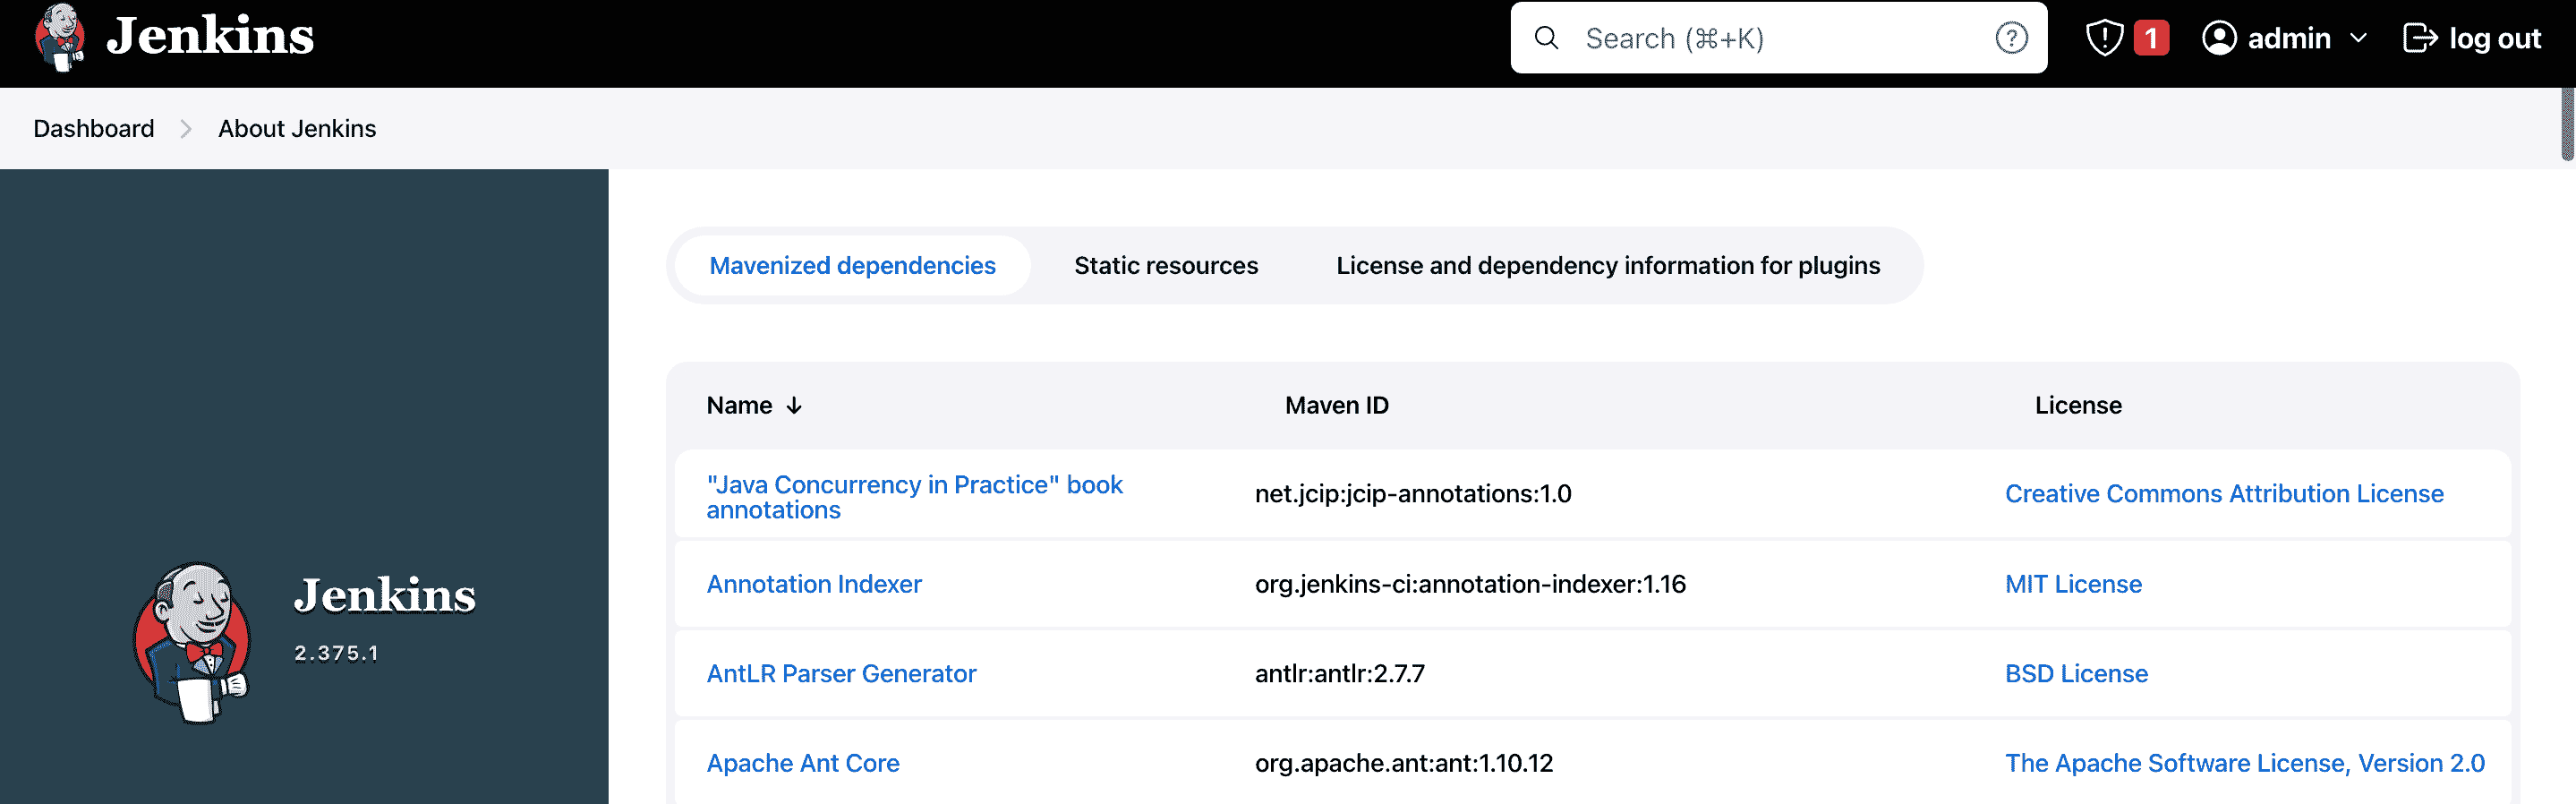 Jenkins
Search (⌘+K)
1
admin
log out
Dashboard
About Jenkins
Mavenized dependencies
Static resources
License and dependency information for plugins
Jenkins
2.375.1
Name ↓
Maven ID
License
"Java Concurrency in Practice" book
annotations
net.jcip:jcip-annotations:1.0
Creative Commons Attribution License
Annotation Indexer
org.jenkins-ci:annotation-indexer:1.16
MIT License
AntLR Parser Generator
antlr:antlr:2.7.7
BSD License
Apache Ant Core
org.apache.ant:ant:1.10.12
The Apache Software License, Version 2.0